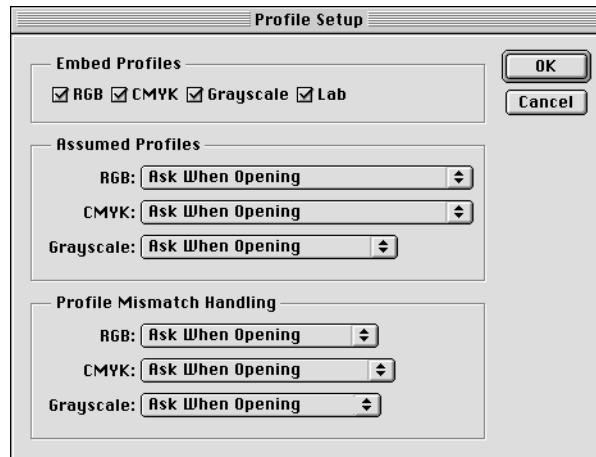 Profile Setup
Embed Profiles
RGB CMYK Grayscale Lab
OK
Cancel
Assumed Profiles
RGB: Ask When Opening
CMYK: Ask When Opening
Grayscale: Ask When Opening
Profile Mismatch Handling
RGB: Ask When Opening
CMYK: Ask When Opening
Grayscale: Ask When Opening